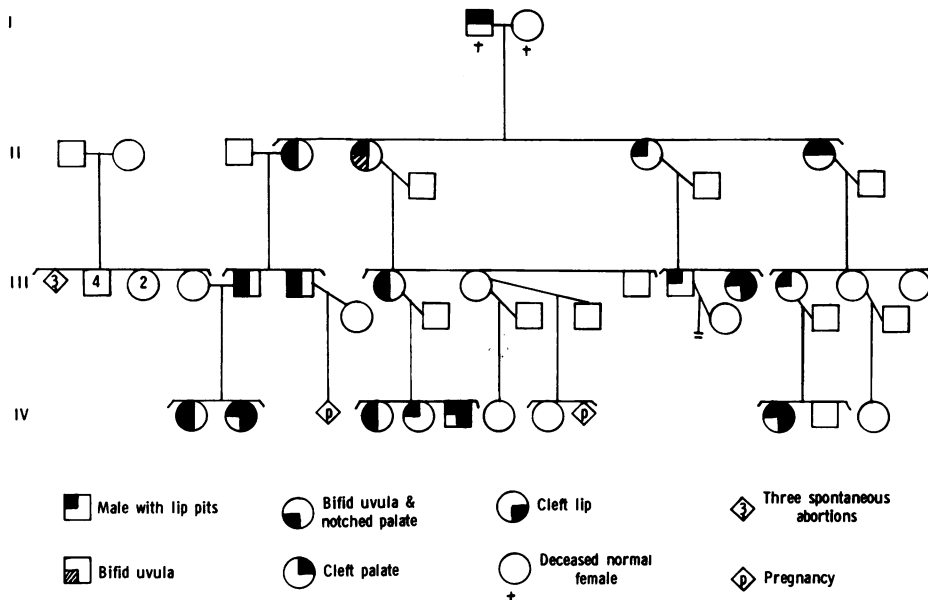 I
†
†
II
III
3
4
2
=
IV
p
p
Male with lip pits
Bifid uvula &
notched palate
Cleft lip
3
Three spontaneous
abortions
Bifid uvula
Cleft palate
Deceased normal
female
†
p
Pregnancy